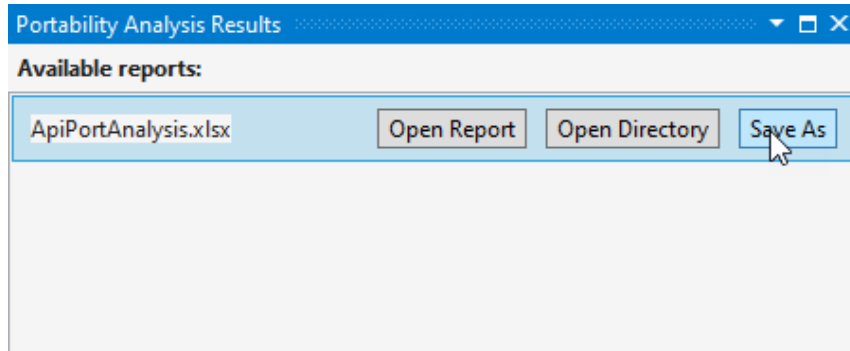 Portability Analysis Results
Available reports:
ApiPortAnalysis.xlsx Open Report Open Directory Save As